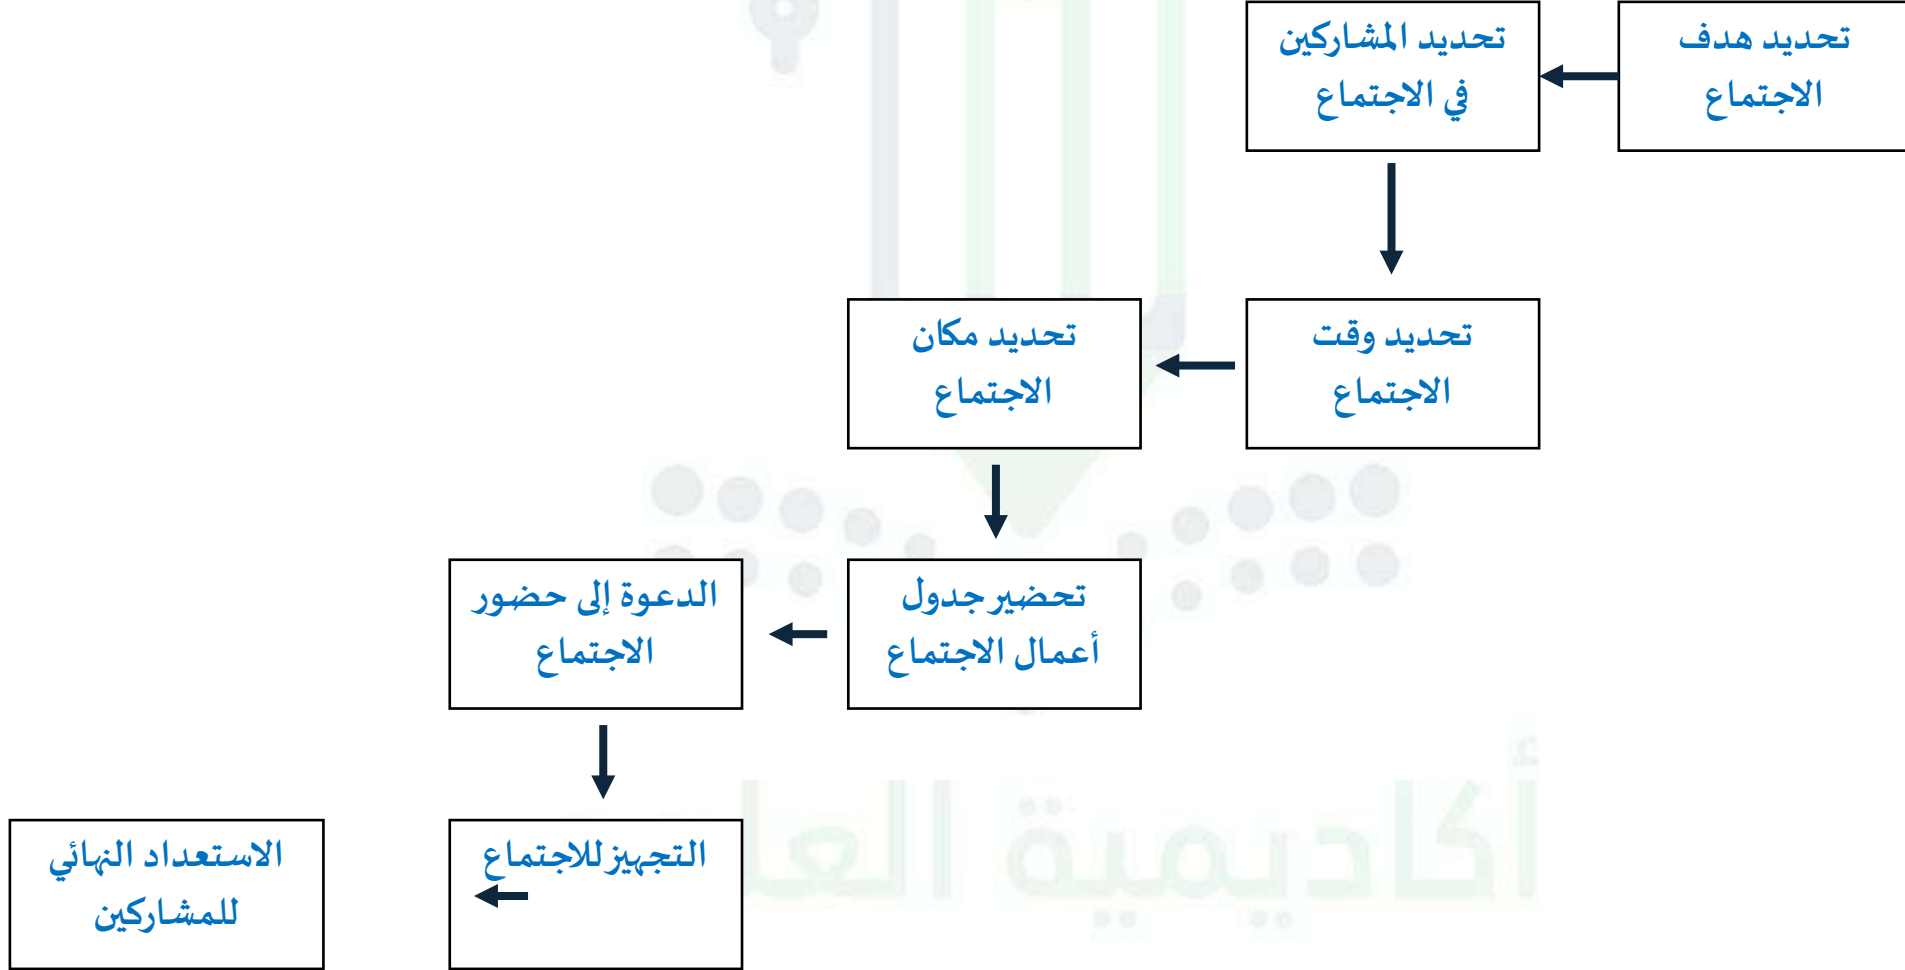 تحديد هدف
الاجتماع
تحديد المشاركين
في الاجتماع
تحديد وقت
الاجتماع
تحديد مكان
الاجتماع
تحضير جدول
أعمال الاجتماع
الدعوة إلى حضور
الاجتماع
التجهيز للاجتماع
الاستعداد النهائي
للمشاركين
أكاديمية